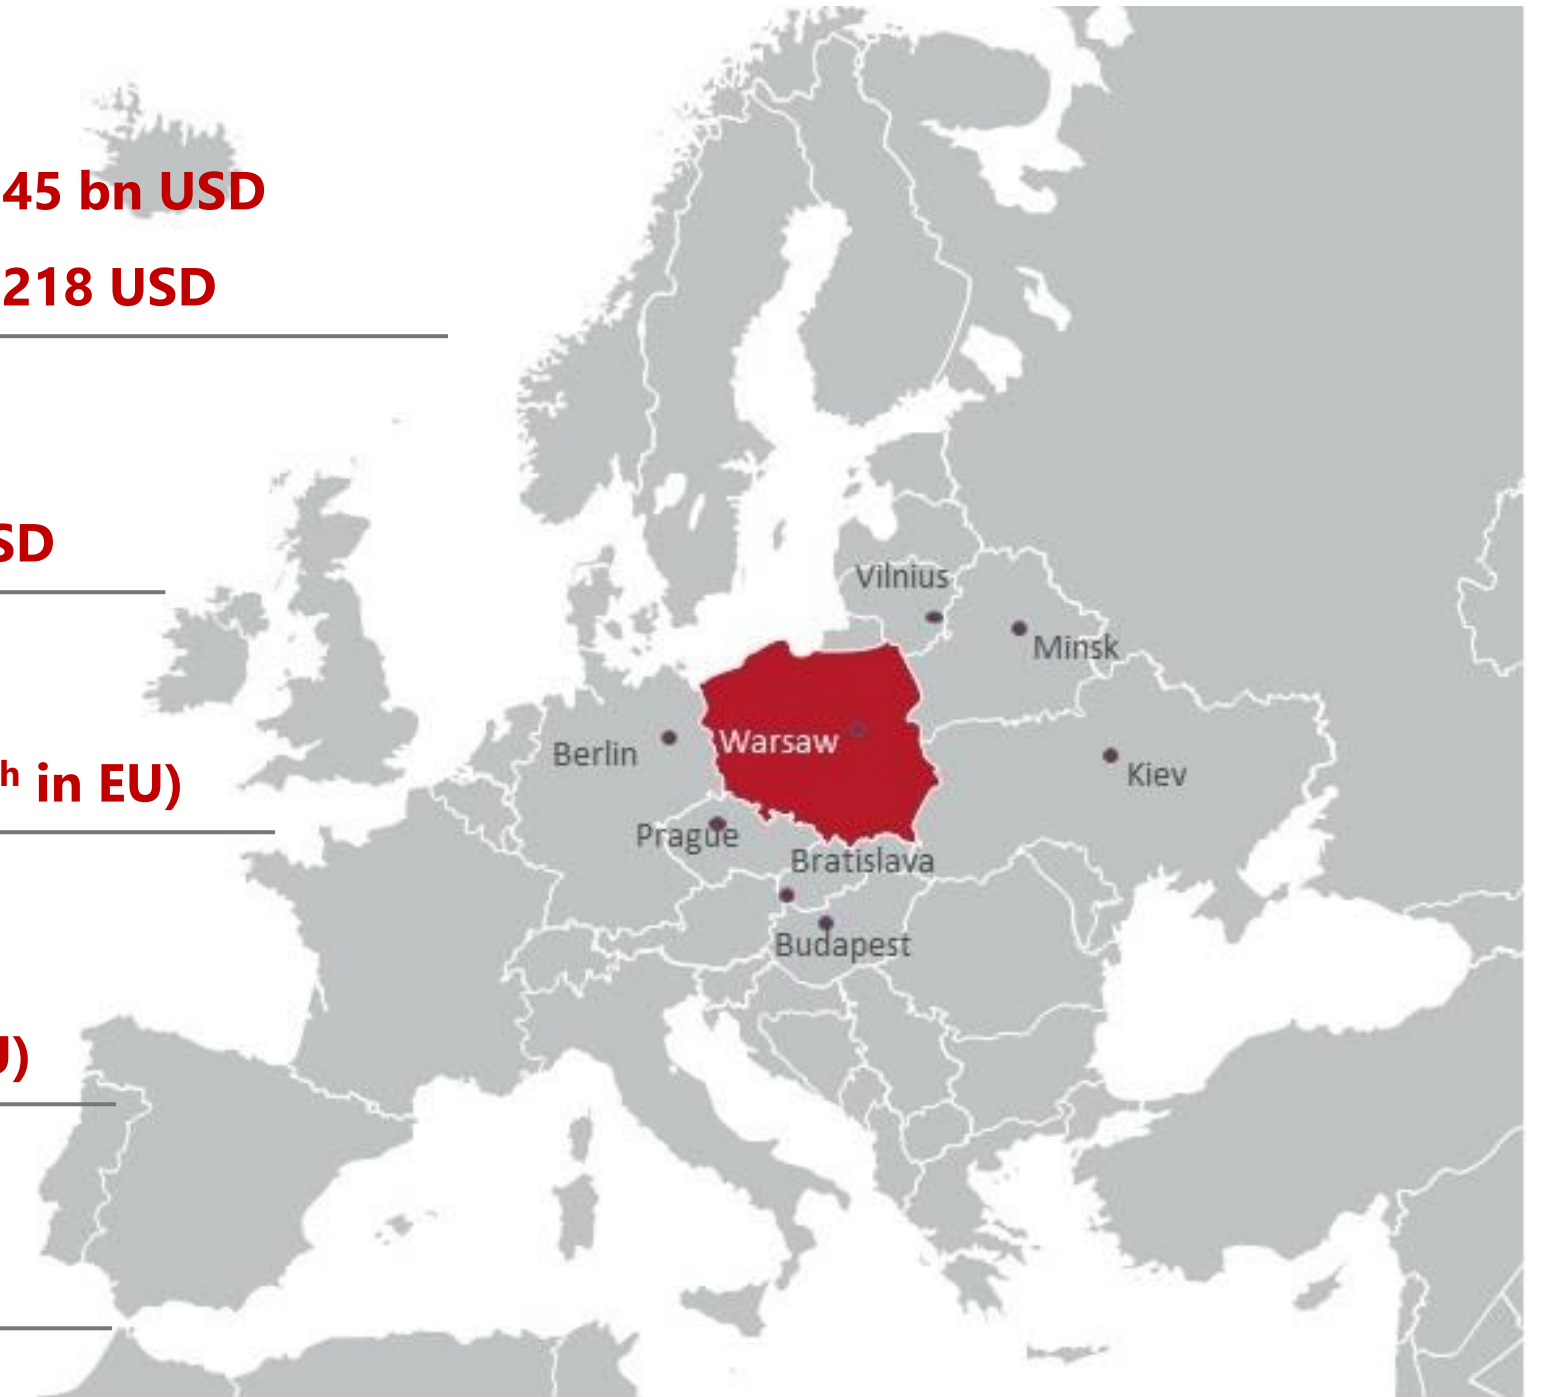 45 bn USD
218 USD
SD
Vilnius
Minsk
Warsaw
Berlin
Kiev
h in EU)
Prague
Bratislava
Budapest
U)